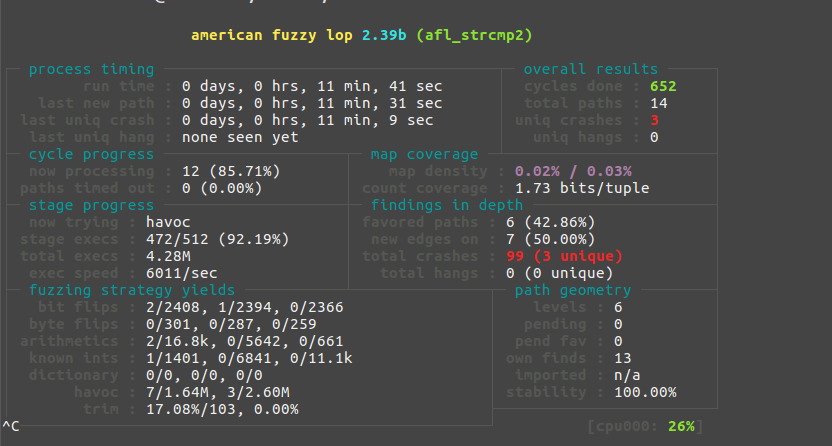 american fuzzy lop 2.39b (afl_strcmp2)
process timing overall results
run time : 0 days, 0 hrs, 11 min, 41 sec cycles done : 652
last new path : 0 days, 0 hrs, 11 min, 31 sec total paths : 14
last uniq crash : 0 days, 0 hrs, 11 min, 9 sec uniq crashes : 3
last uniq hang : none seen yet uniq hangs : 0
cycle progress map coverage
now processing : 12 (85.71%) map density : 0.02% / 0.03%
paths timed out : 0 (0.00%) count coverage : 1.73 bits/tuple
stage progress findings in depth
now trying : havoc favored paths : 6 (42.86%)
stage execs : 472/512 (92.19%) new edges on : 7 (50.00%)
total execs : 4.28M total crashes : 99 (3 unique)
exec speed : 6011/sec total hangs : 0 (0 unique)
fuzzing strategy yields path geometry
bit flips : 2/2408, 1/2394, 0/2366 levels : 6
byte flips : 0/301, 0/287, 0/259 pending : 0
arithmetics : 2/16.8k, 0/5642, 0/661 pend fav : 0
known ints : 1/1401, 0/6841, 0/11.1k own finds : 13
dictionary : 0/0, 0/0, 0/0 imported : n/a
havoc : 7/1.64M, 3/2.60M stability : 100.00%
trim : 17.08%/103, 0.00%
^C [cpu000: 26%]